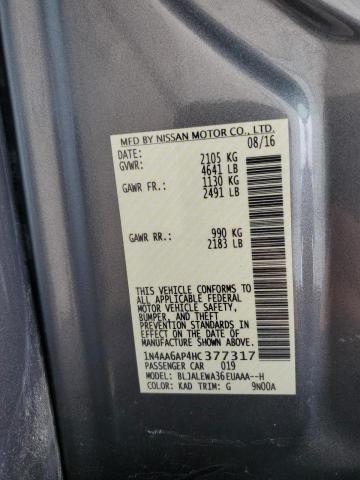 MFD BY NISSAN MOTOR CO., LTD.
DATE: 08/16
GVWR: 2105 KG
4641 LB
GAWR FR.: 1130 KG
2491 LB
GAWR RR.: 990 KG
2183 LB
THIS VEHICLE CONFORMS TO
ALL APPLICABLE FEDERAL
MOTOR VEHICLE SAFETY,
BUMPER, AND THEFT
PREVENTION STANDARDS IN
EFFECT ON THE DATE OF
MANUFACTURE SHOWN ABOVE.
1N4AA6AP4HC377317
PASSENGER CAR 019
MODEL: BLJALEWA36EUAAA--H
COLOR: KAD TRIM: G 9N00A